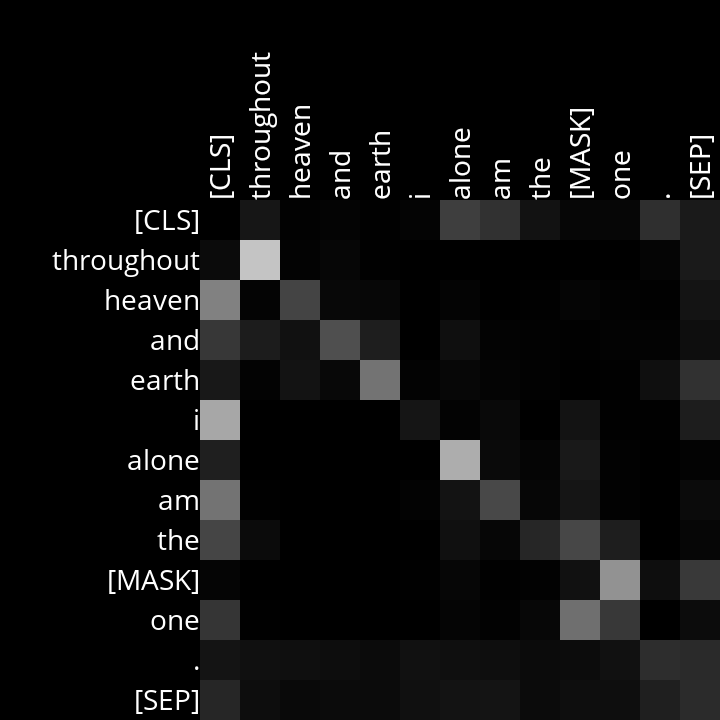 [CLS] throughout heaven and earth i alone am the [MASK] one . [SEP]
[CLS]
throughout
heaven
and
earth
i
alone
am
the
[MASK]
one
.
[SEP]